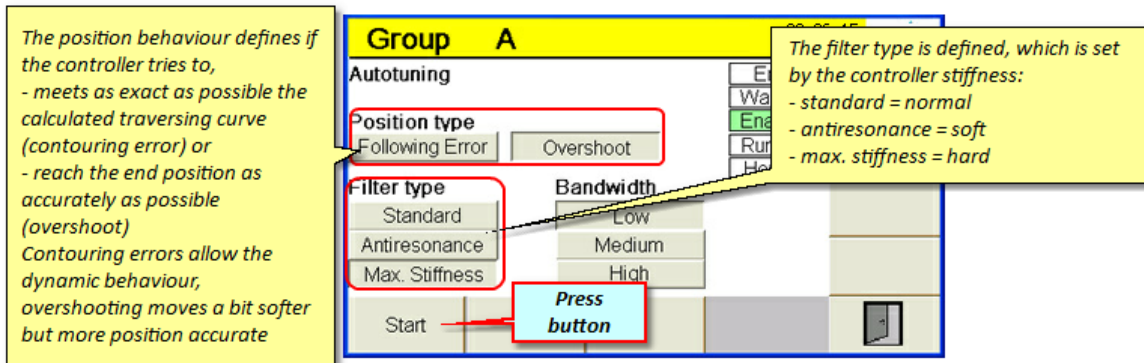 The position behaviour defines if
the controller tries to,
- meets as exact as possible the
calculated traversing curve
(contouring error) or
- reach the end position as
accurately as possible
(overshoot)
Contouring errors allow the
dynamic behaviour,
overshooting moves a bit softer
but more position accurate
Group A
Autotuning
Position type
Following Error
Overshoot
Filter type
Bandwidth
Standard
Low
Antiresonance
Medium
Max. Stiffness
High
Start
Press
button
The filter type is defined, which is set
by the controller stiffness:
- standard = normal
- antiresonance = soft
- max. stiffness = hard